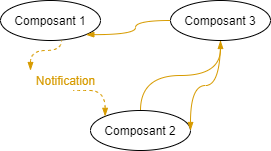 Composant 1
Composant 3
Notification
Composant 2